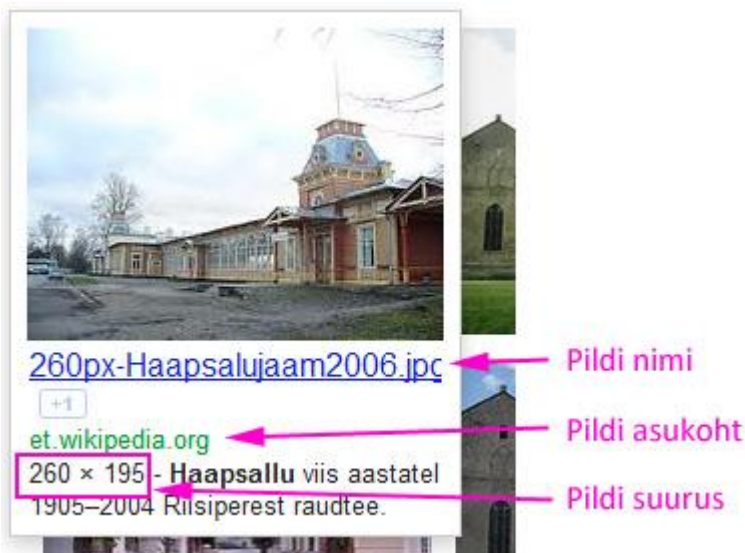 260px-Haapsalujaam2006.jpg
Pildi nimi
+1
et.wikipedia.org
Pildi asukoht
260 × 195 - Haapsallu viis aastatel
1905–2004 Riisiperest raudtee.
Pildi suurus